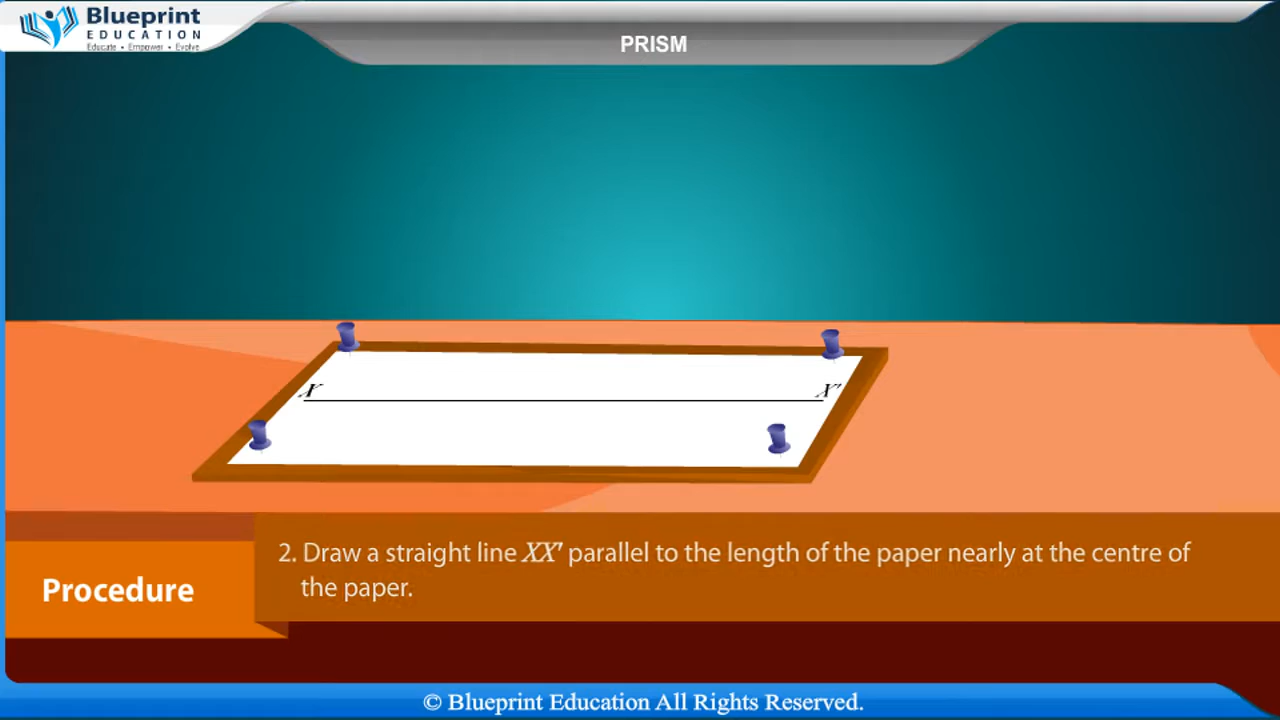 Blueprint
EDUCATION
Educate • Empower • Evolve
PRISM
X X'
2. Draw a straight line XX' parallel to the length of the paper nearly at the centre of
the paper.
Procedure
© Blueprint Education All Rights Reserved.